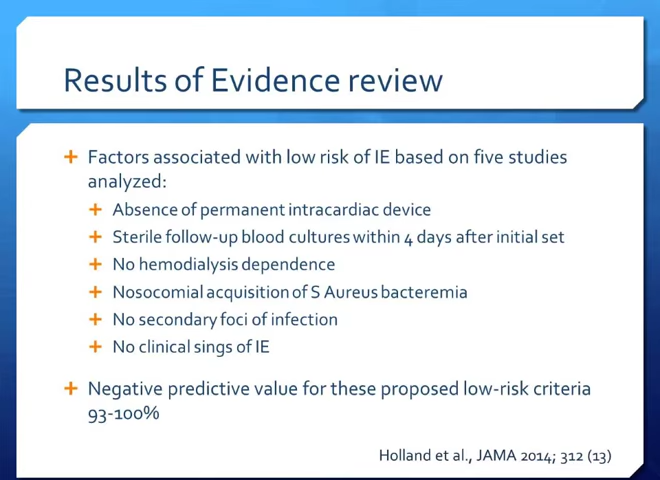 Results of Evidence review
Factors associated with low risk of IE based on five studies
analyzed:
Absence of permanent intracardiac device
Sterile follow-up blood cultures within 4 days after initial set
No hemodialysis dependence
Nosocomial acquisition of S Aureus bacteremia
No secondary foci of infection
No clinical sings of IE
Negative predictive value for these proposed low-risk criteria
93-100%
Holland et al., JAMA 2014; 312 (13)